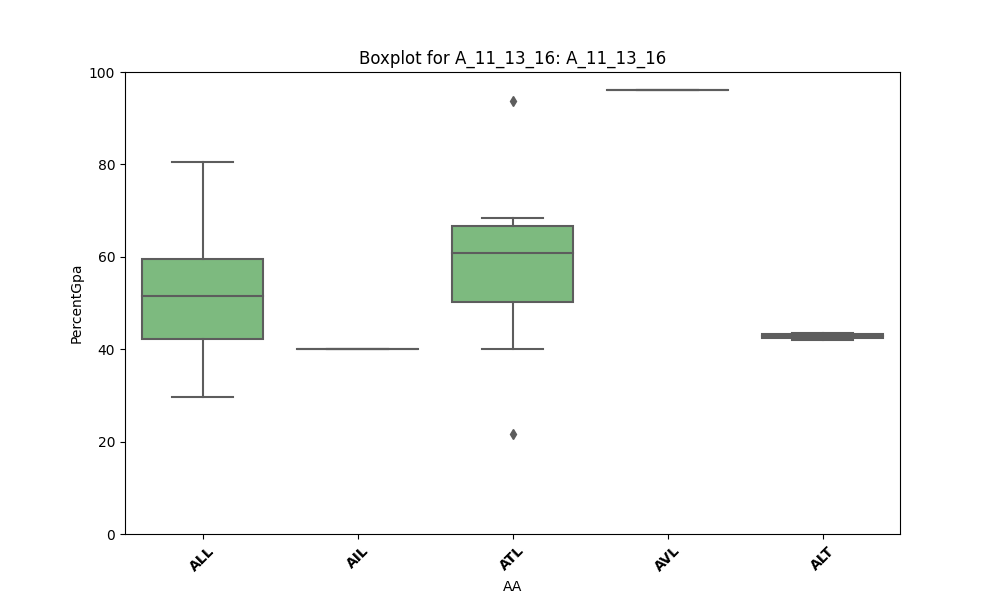 Boxplot for A_11_13_16: A_11_13_16
PercentGpa
100
80
60
40
20
0
ALL
AIL
ATL
AVL
ALT
AA